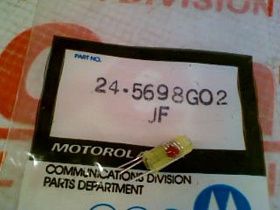 PART NO.
24-5698G02
JF
MOTOROL
COMMUNICATIONS DIVISION
PARTS DEPARTMENT